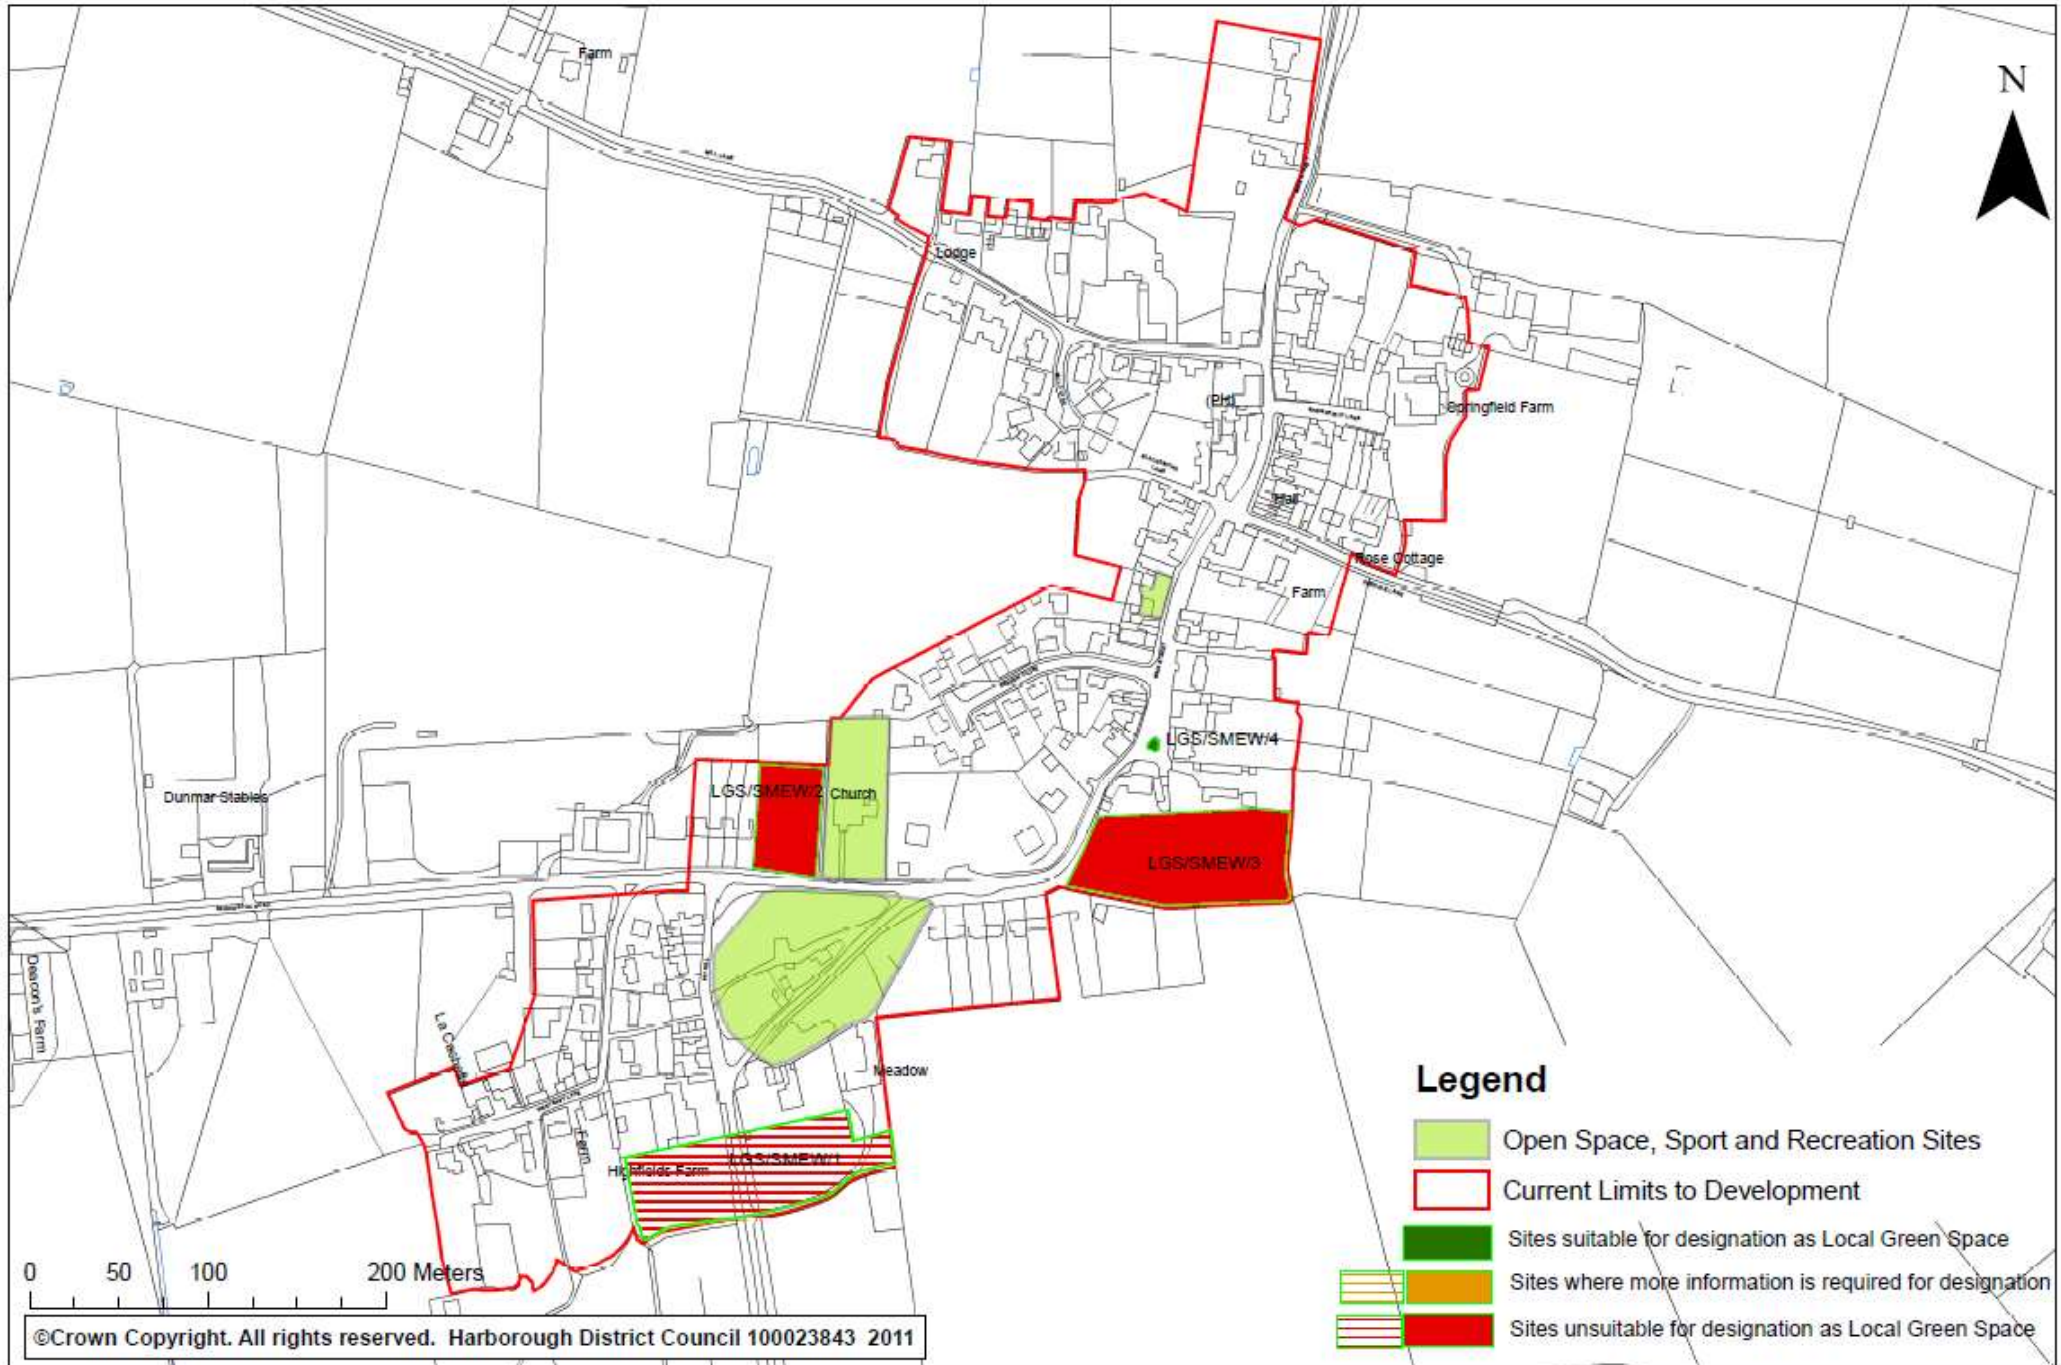 Farm
N
Lodge
(PH)
Springfield Farm
Hall
Rose Cottage
Farm
LGS/SMEW/4
Dunmar Stables
LGS/SMEW/2
Church
LGS/SMEW/3
Deacon's Farm
Meadow
Farm
LGS/SMEW/1
Highfields Farm
Legend
Open Space, Sport and Recreation Sites
Current Limits to Development
Sites suitable for designation as Local Green Space
Sites where more information is required for designation
Sites unsuitable for designation as Local Green Space
0 50 100 200 Meters
©Crown Copyright. All rights reserved. Harborough District Council 100023843 2011